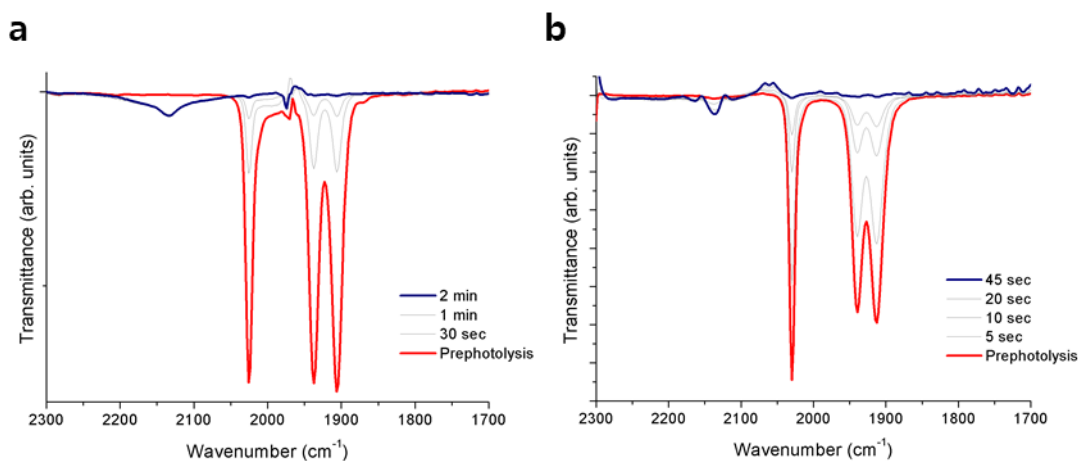 a
Transmittance (arb. units)
2 min
1 min
30 sec
Prephotolysis
2300 2200 2100 2000 1900 1800 1700
Wavenumber (cm⁻¹)
b
Transmittance (arb. units)
45 sec
20 sec
10 sec
5 sec
Prephotolysis
2300 2200 2100 2000 1900 1800 1700
Wavenumber (cm⁻¹)